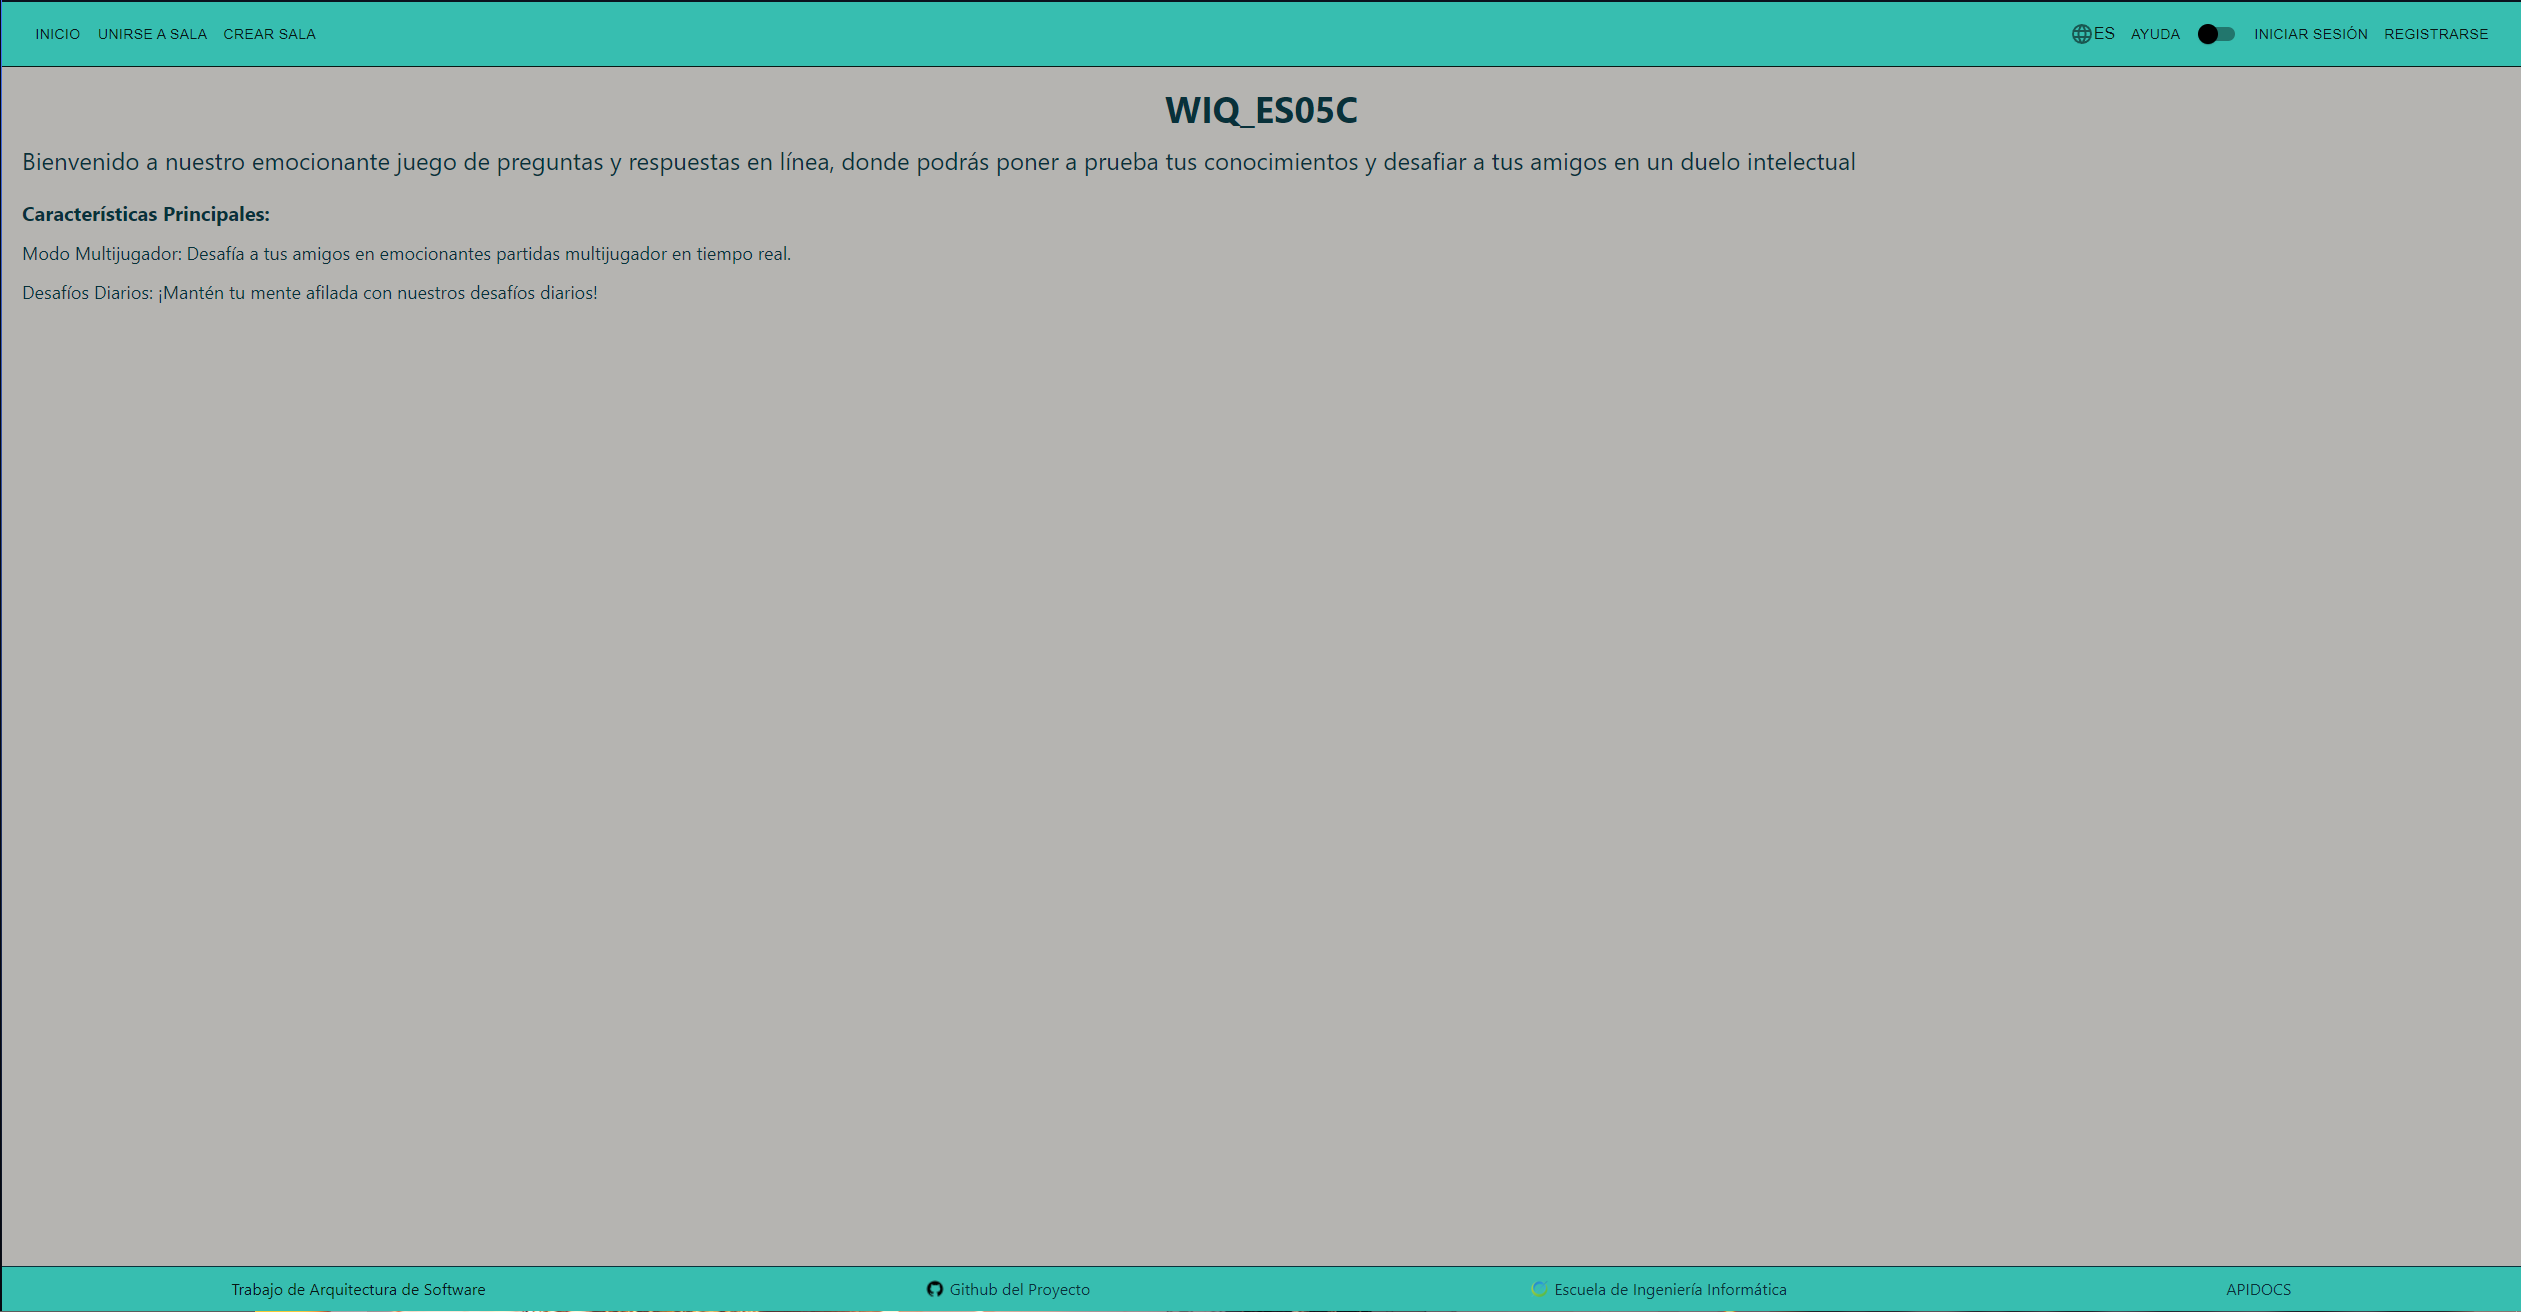 INICIO UNIRSE A SALA CREAR SALA ES AYUDA INICIAR SESIÓN REGISTRARSE
WIQ_ES05C
Bienvenido a nuestro emocionante juego de preguntas y respuestas en línea, donde podrás poner a prueba tus conocimientos y desafiar a tus amigos en un duelo intelectual
Características Principales:
Modo Multijugador: Desafía a tus amigos en emocionantes partidas multijugador en tiempo real.
Desafíos Diarios: ¡Mantén tu mente afilada con nuestros desafíos diarios!
Trabajo de Arquitectura de Software Github del Proyecto Escuela de Ingeniería Informática APIDOCS